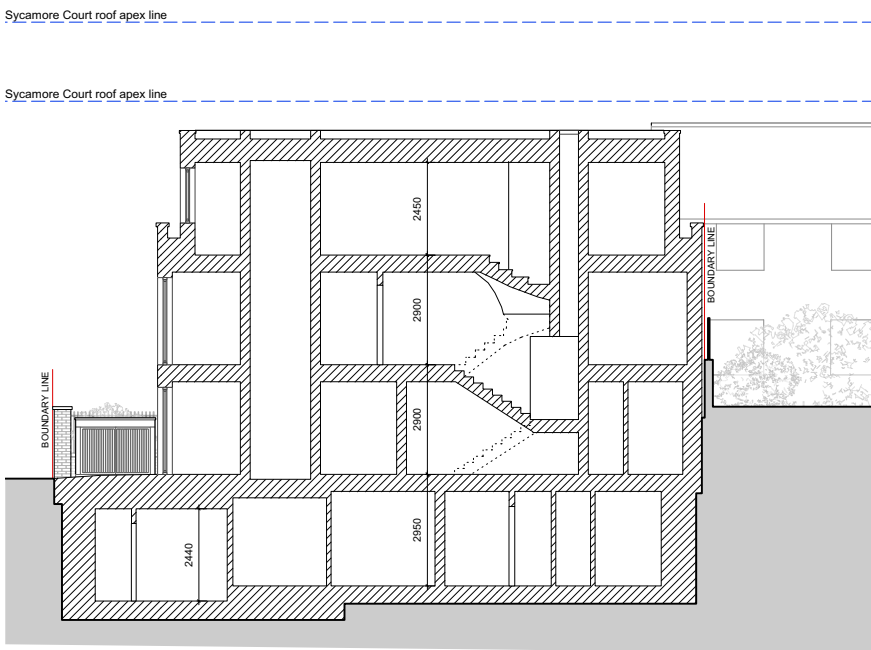 Sycamore Court roof apex line
Sycamore Court roof apex line
2450
BOUNDARY LINE
2900
BOUNDARY LINE
2900
2950
2440